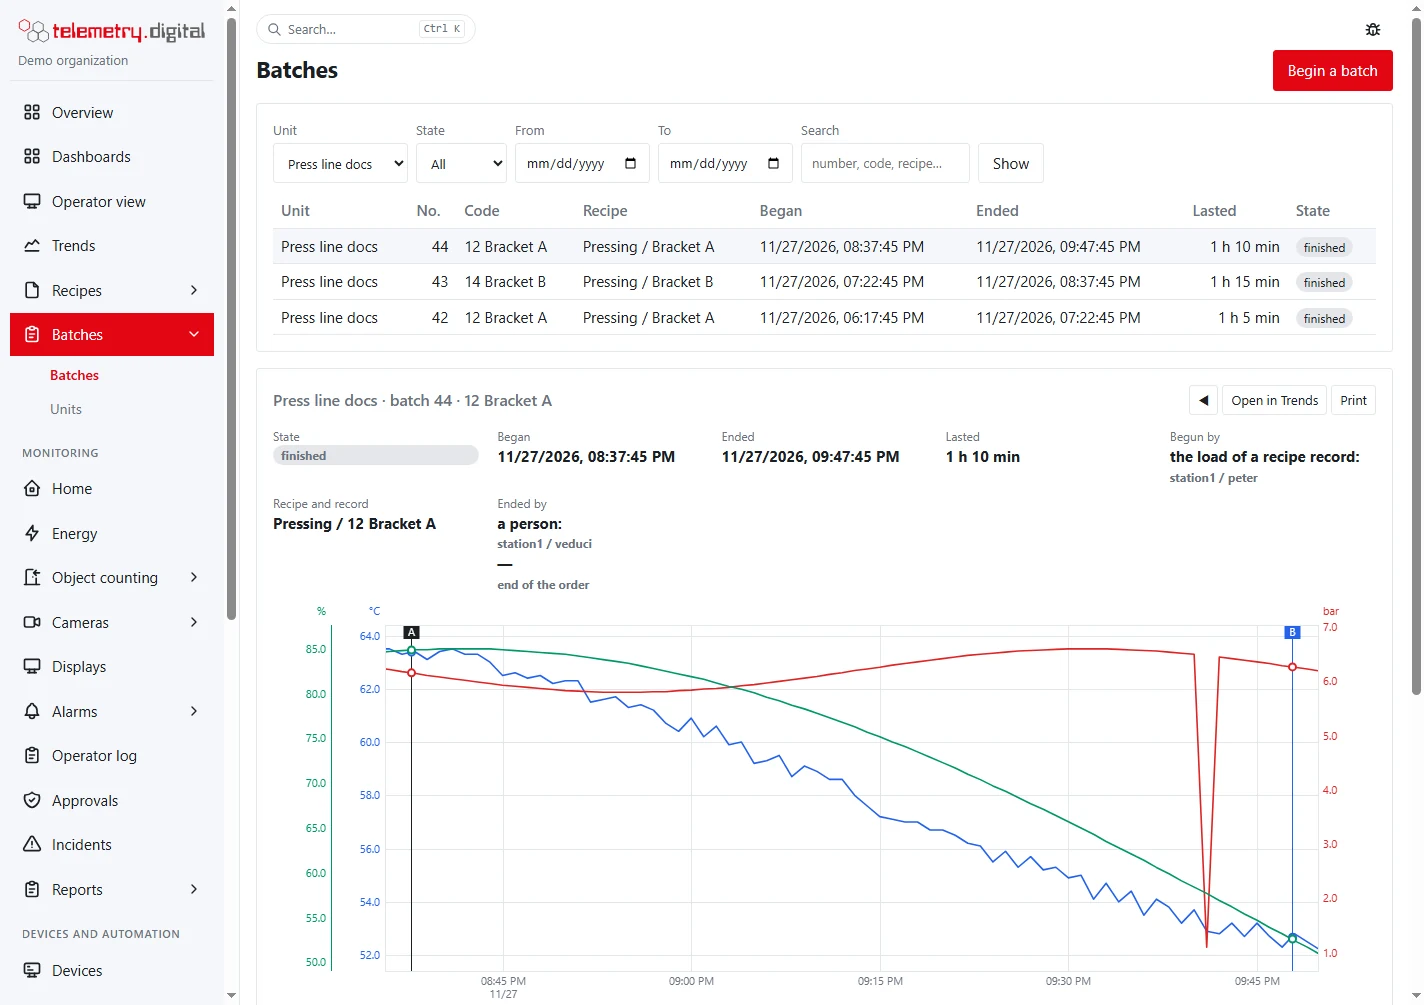 telemetry.digital
Demo organization
Overview
Dashboards
Operator view
Trends
Recipes
Batches
Batches
Units
MONITORING
Home
Energy
Object counting
Cameras
Displays
Alarms
Operator log
Approvals
Incidents
Reports
DEVICES AND AUTOMATION
Devices
Search... Ctrl K
Batches
Begin a batch
Unit State From To Search
Press line docs All mm/dd/yyyy mm/dd/yyyy number, code, recipe... Show
Unit No. Code Recipe Began Ended Lasted State
Press line docs 44 12 Bracket A Pressing / Bracket A 11/27/2026, 08:37:45 PM 11/27/2026, 09:47:45 PM 1 h 10 min finished
Press line docs 43 14 Bracket B Pressing / Bracket B 11/27/2026, 07:22:45 PM 11/27/2026, 08:37:45 PM 1 h 15 min finished
Press line docs 42 12 Bracket A Pressing / Bracket A 11/27/2026, 06:17:45 PM 11/27/2026, 07:22:45 PM 1 h 5 min finished
Press line docs · batch 44 · 12 Bracket A
Open in Trends Print
State Began Ended Lasted Begun by
finished 11/27/2026, 08:37:45 PM 11/27/2026, 09:47:45 PM 1 h 10 min the load of a recipe record:
station1 / peter
Recipe and record Ended by
Pressing / 12 Bracket A a person:
station1 / veduci
—
end of the order
% °C bar
A B
85.0
80.0
75.0
70.0
65.0
60.0
55.0
50.0
64.0
62.0
60.0
58.0
56.0
54.0
52.0
7.0
6.0
5.0
4.0
3.0
2.0
1.0
08:45 PM 09:00 PM 09:15 PM 09:30 PM 09:45 PM
11/27